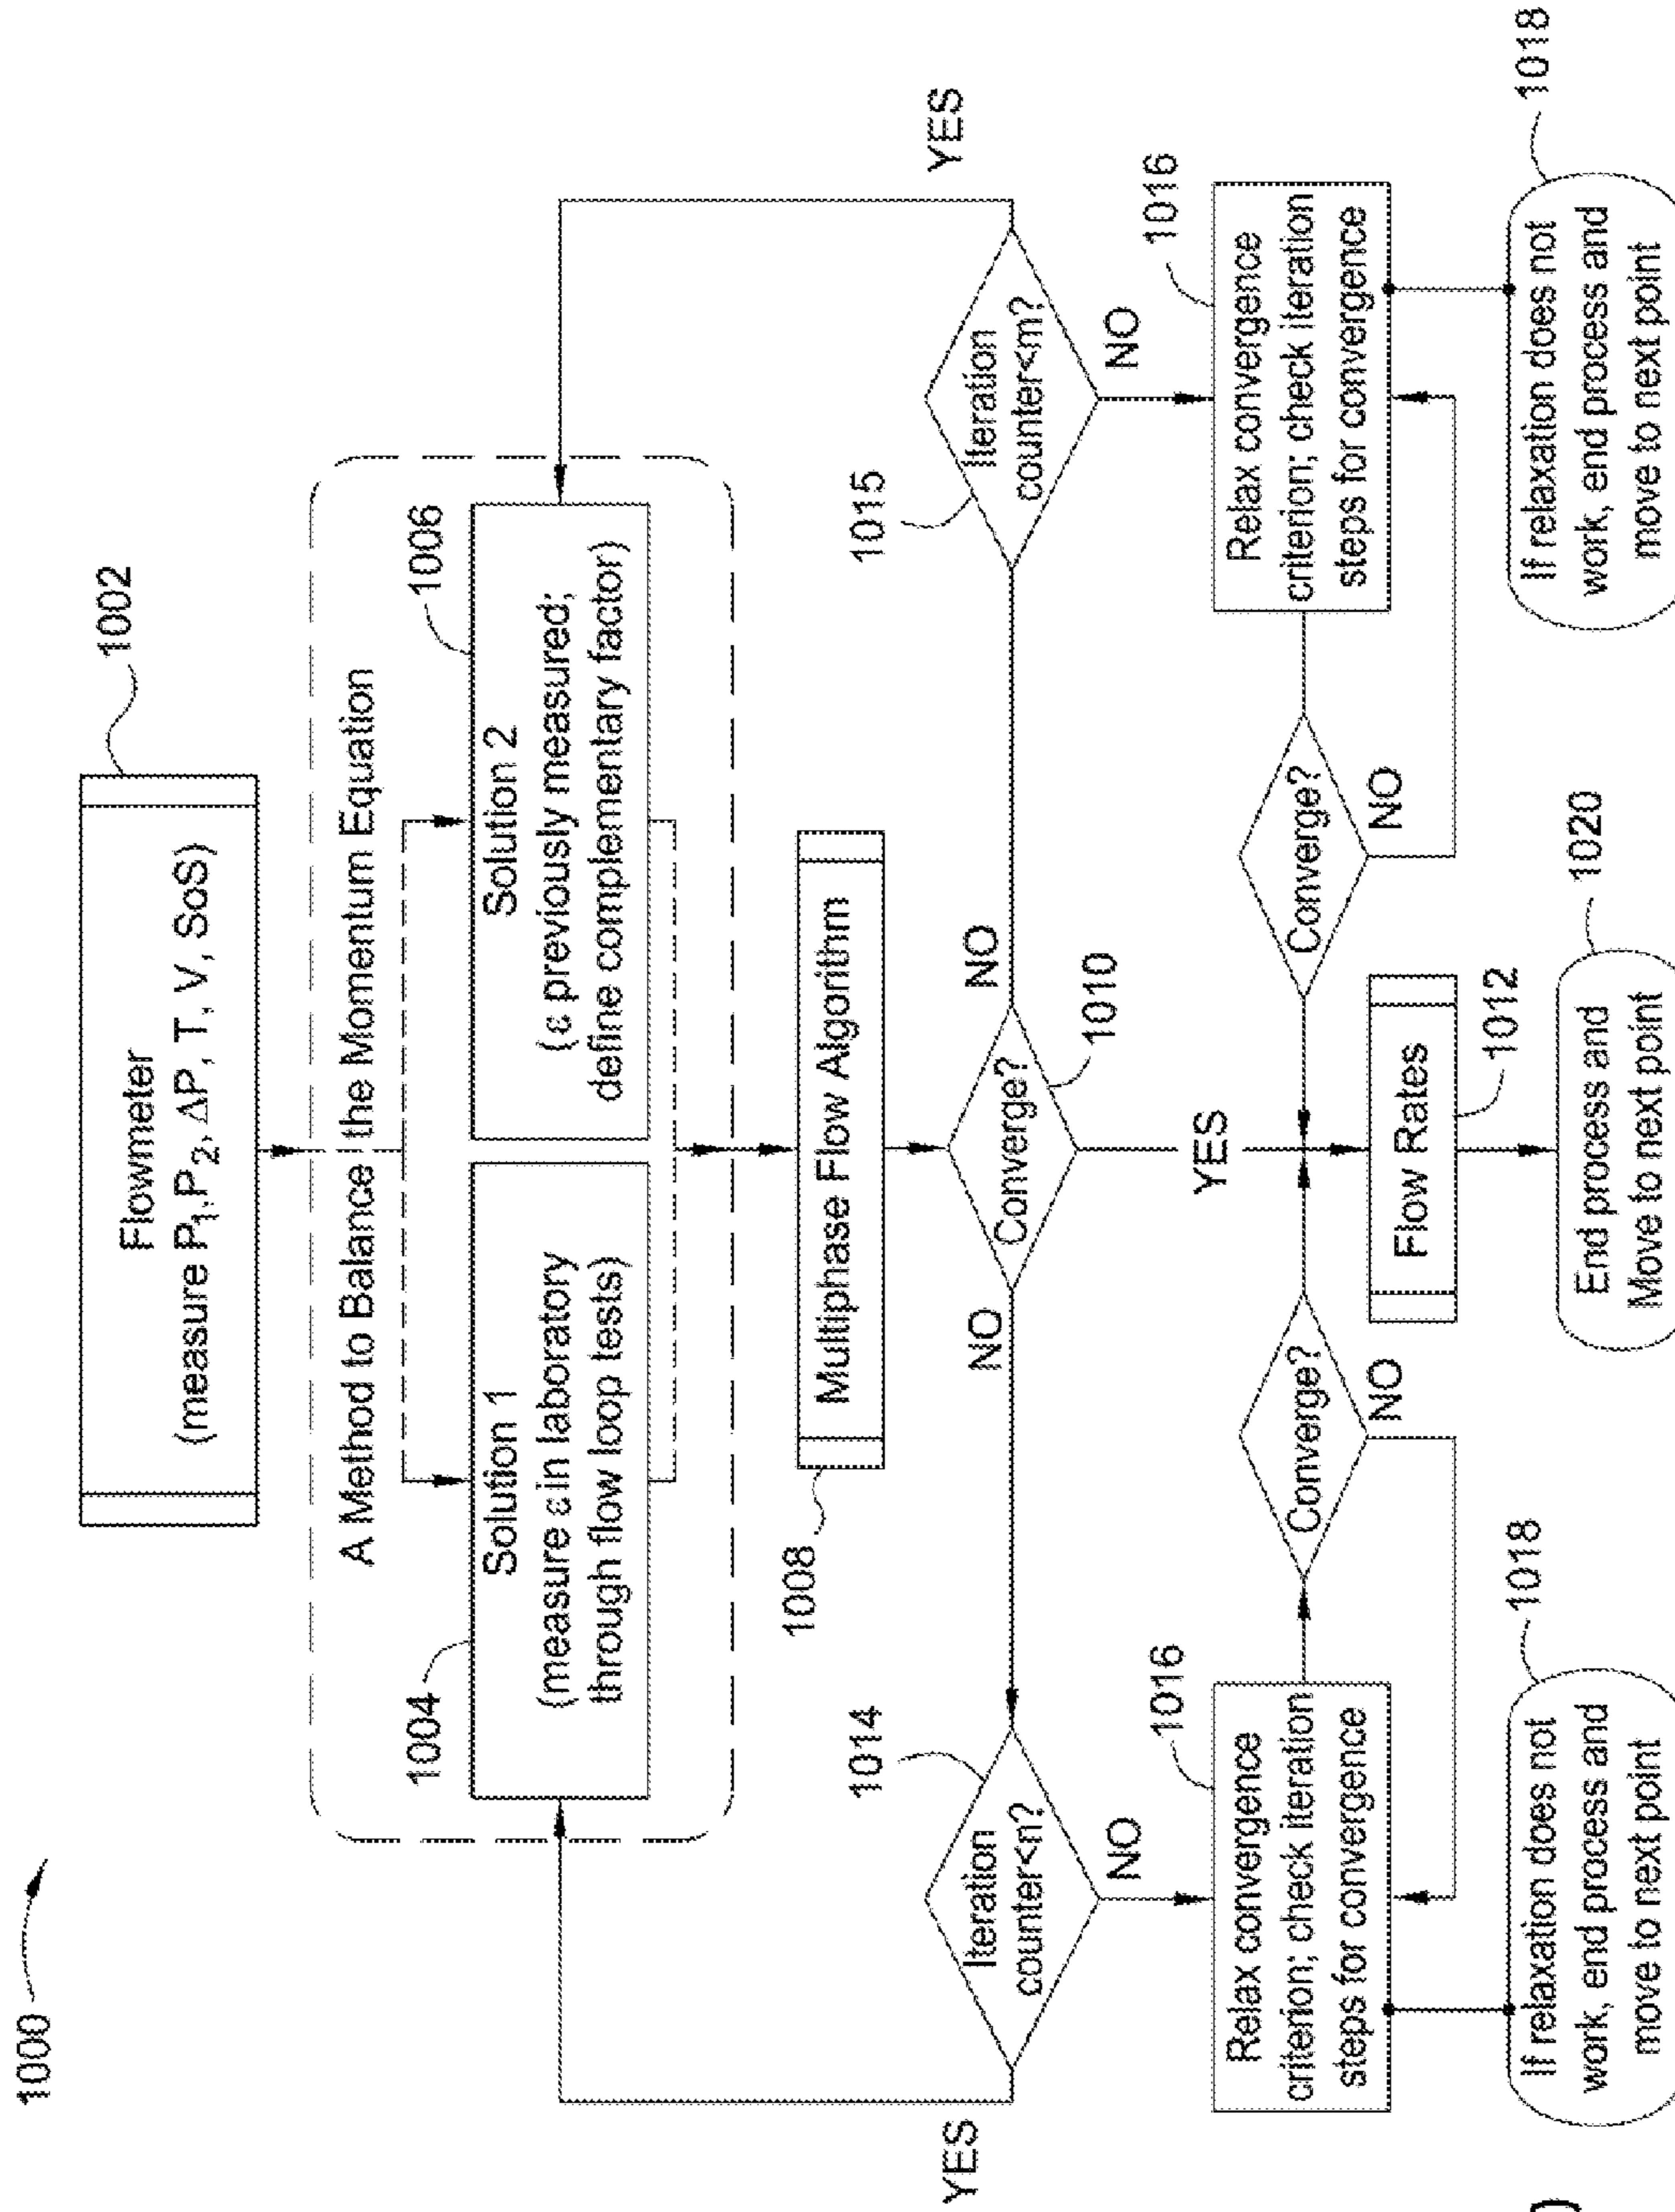 1000
1002
Flowmeter
(measure P1,P2, ΔP, T, V, SoS)
A Method to Balance the Momentum Equation
1004
Solution 1
(measure ε in laboratory
through flow loop tests)
1006
Solution 2
(ε previously measured;
define complementary factor)
1008
Multiphase Flow Algorithm
NO
Converge?
NO
1010
1014
Iteration
counter<n?
YES
NO
1015
Iteration
counter<m?
YES
NO
YES
1016
Relax convergence
criterion; check iteration
steps for convergence
Converge?
NO
Converge?
NO
1016
Relax convergence
criterion; check iteration
steps for convergence
Flow Rates
1012
1018
If relaxation does not
work, end process and
move to next point
1020
End process and
Move to next point
1018
If relaxation does not
work, end process and
move to next point